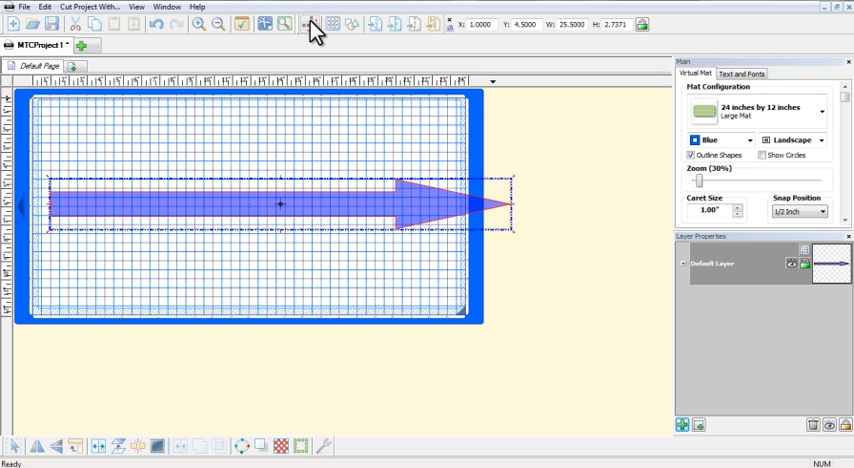 File Edit Cut Project With... View Window Help
X: 1.0000 Y: 4.5000 W: 25.5000 H: 2.7371
MTCProject 1 *
Default Page
Main
Virtual Mat Text and Fonts
Mat Configuration
24 inches by 12 inches
Large Mat
Blue Landscape
Outline Shapes Show Circles
Zoom (30%)
Caret Size Snap Position
1.00" 1/2 Inch
Layer Properties
Default Layer
Ready NUM